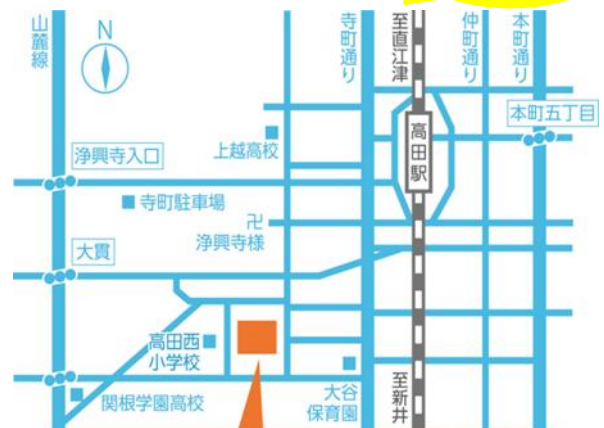 山麓線
N
寺町通り
至直江津
仲町通り
本町通り
本町五丁目
高田駅
上越高校
浄興寺入口
寺町駐車場
卍
浄興寺様
大貫
高田西
小学校
大谷
保育園
至新井
関根学園高校